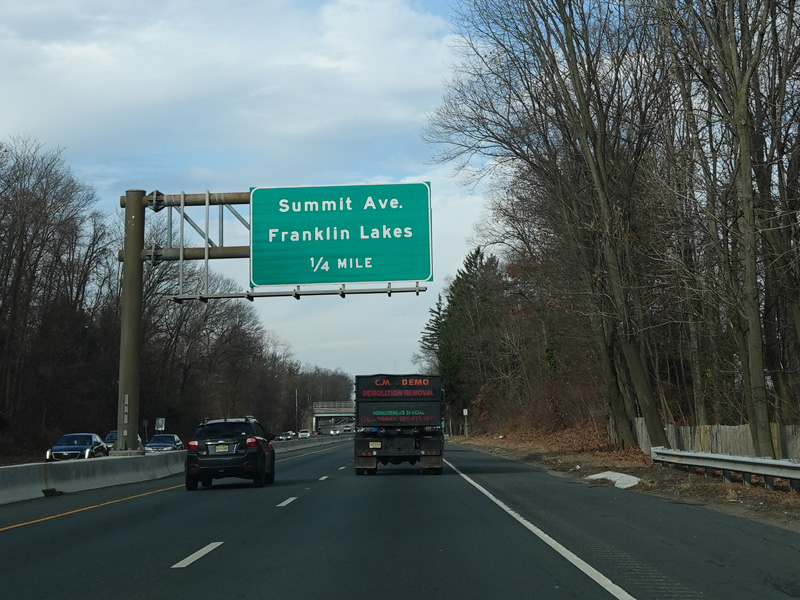 Summit Ave.
Franklin Lakes
1/4 MILE
C.M. DEMO
DEMOLITION REMOVAL